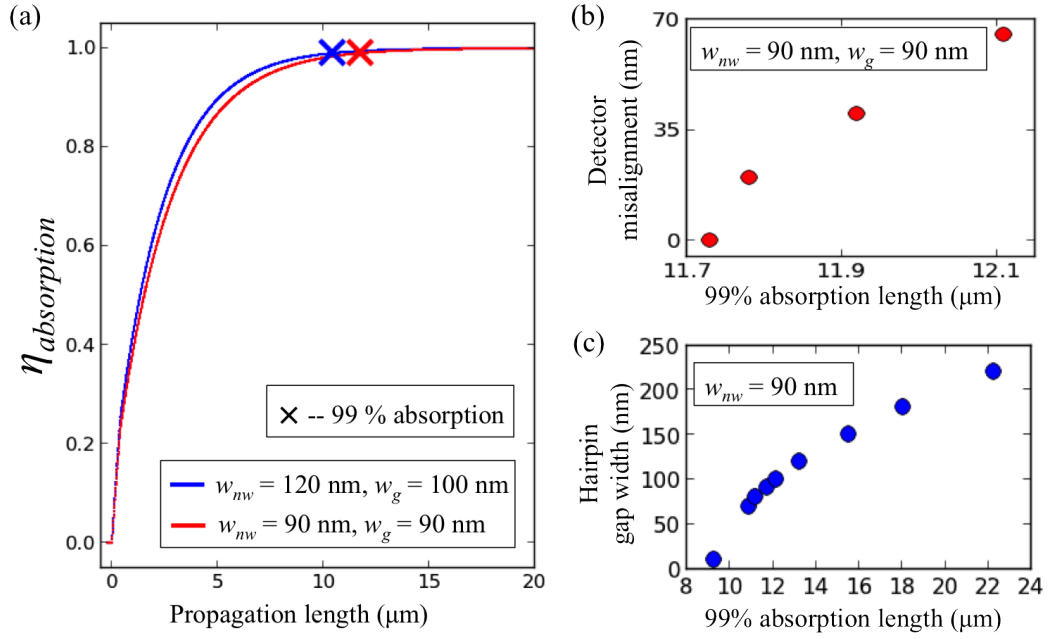 (a)
1.0
0.8
0.6
0.4
0.2
0.0
η_absorption
× -- 99 % absorption
w_nw = 120 nm, w_g = 100 nm
w_nw = 90 nm, w_g = 90 nm
0 5 10 15 20
Propagation length (μm)
(b)
70
35
0
Detector
misalignment (nm)
w_nw = 90 nm, w_g = 90 nm
11.7 11.9 12.1
99% absorption length (μm)
(c)
250
200
150
100
50
0
Hairpin
gap width (nm)
w_nw = 90 nm
8 10 12 14 16 18 20 22 24
99% absorption length (μm)